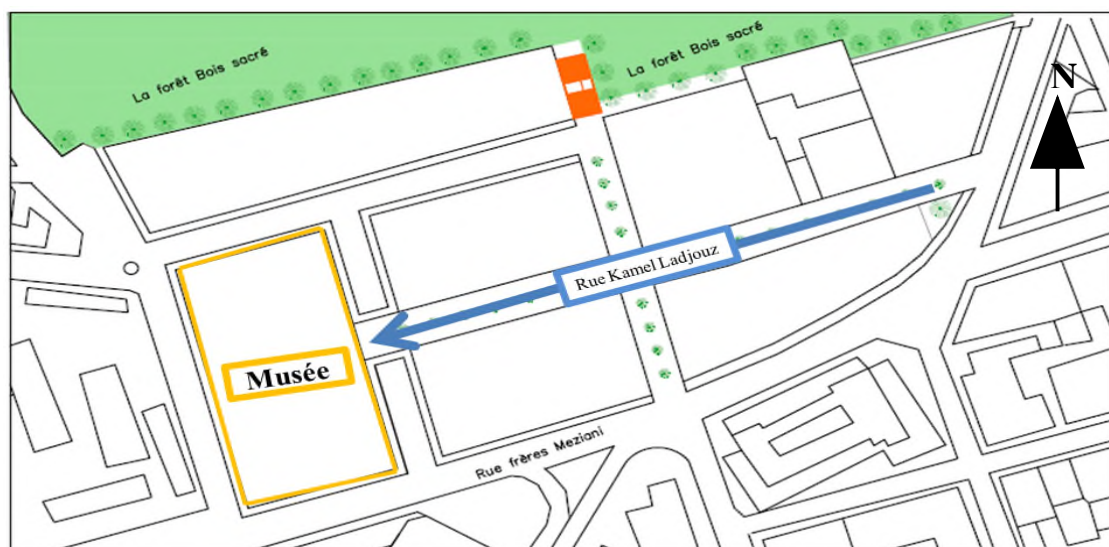 La forêt Bois sacré
La forêt Bois sacré
N
Rue Kamel Ladjouz
Musée
Rue frères Meziani